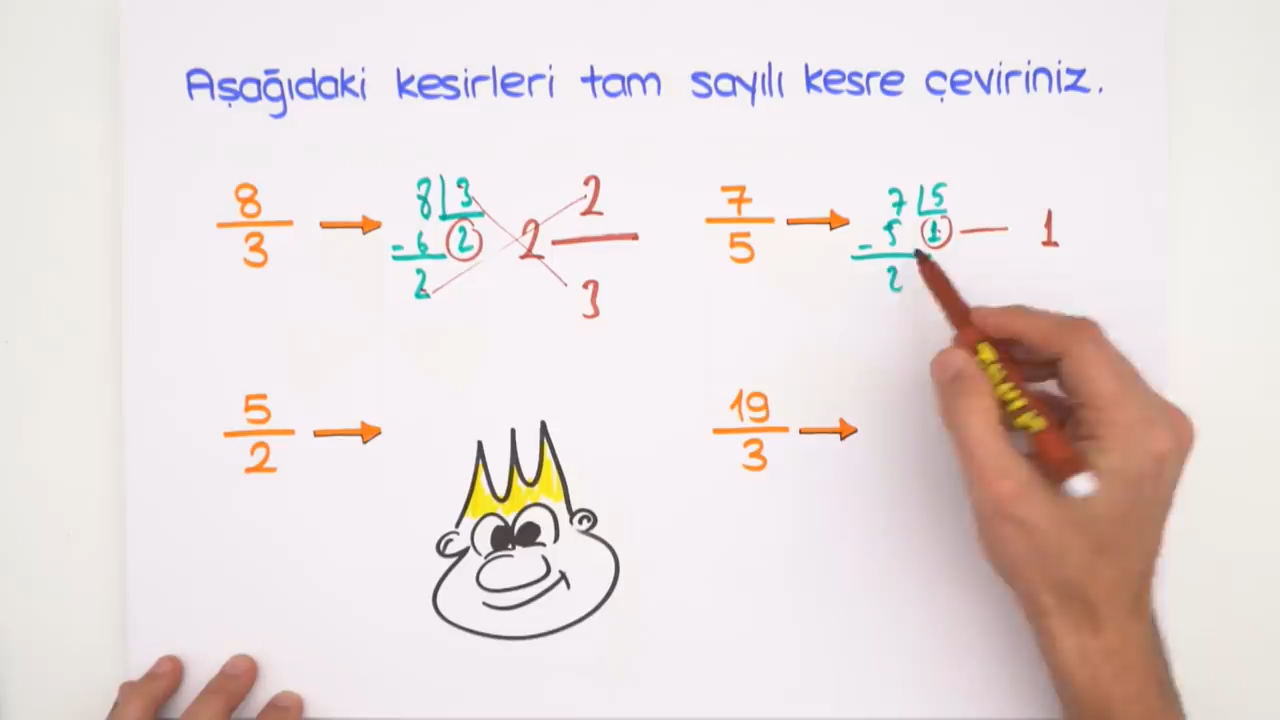 Aşağıdaki kesirleri tam sayılı kesre çeviriniz.
8/3 → 8 | 3
- 6 2
2
2 2/3
7/5 → 7 | 5
- 5 1 — 1
2
5/2 →
19/3 →